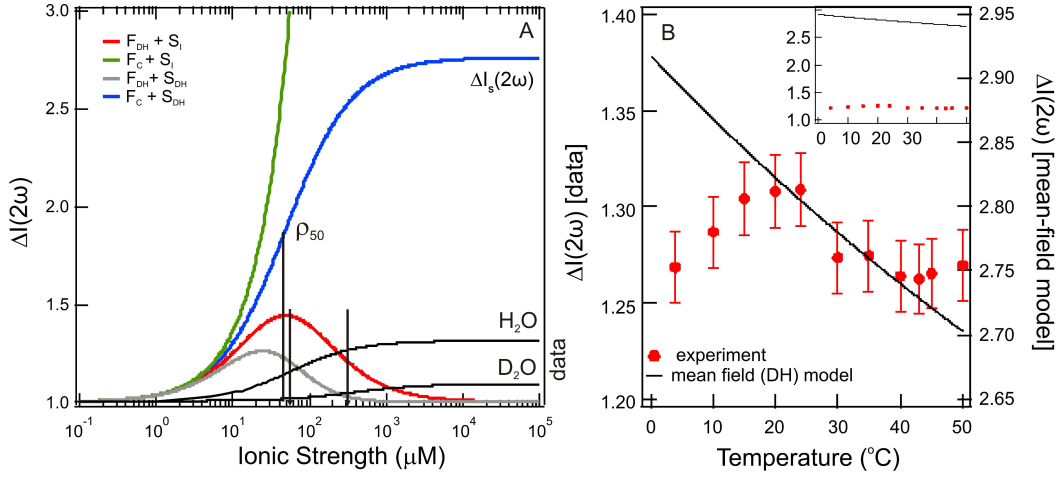 A
F_DH + S_I
F_C + S_I
F_DH + S_DH
F_C + S_DH
ΔI_s(2ω)
ρ_50
H₂O
D₂O
data
ΔI(2ω)
3.0
2.5
2.0
1.5
1.0
10⁻¹ 10⁰ 10¹ 10² 10³ 10⁴ 10⁵
Ionic Strength (μM)
B
ΔI(2ω) [data]
1.40
1.35
1.30
1.25
1.20
2.5
2.0
1.5
1.0
0 10 20 30
experiment
mean field (DH) model
0 10 20 30 40 50
Temperature (°C)
2.95
2.90
2.85
2.80
2.75
2.70
2.65
ΔI(2ω) [mean-field model]